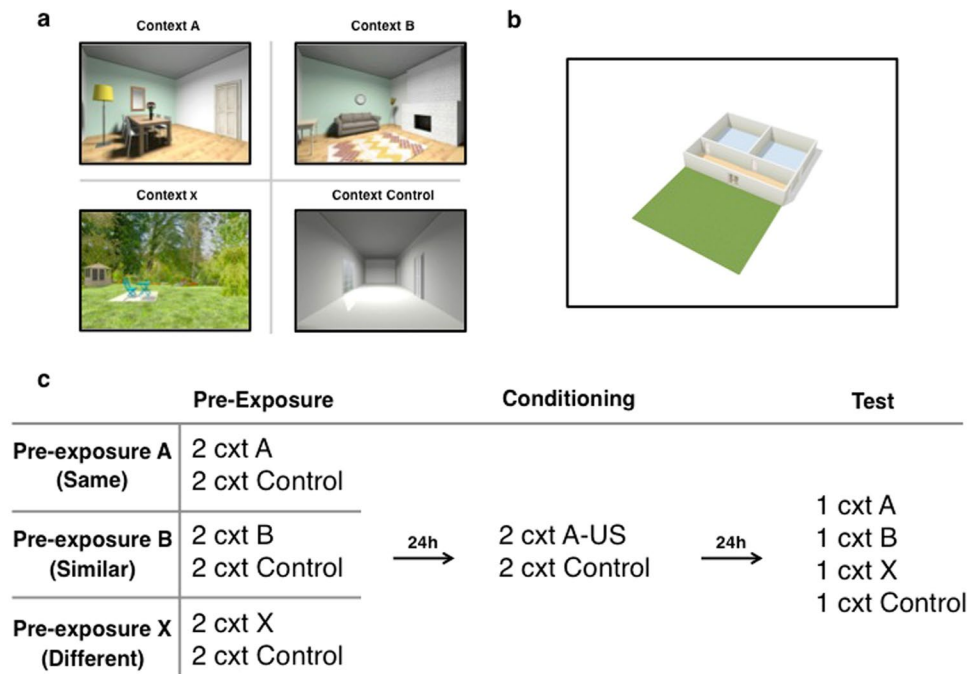 a
Context A
Context B
Context X
Context Control
b
c
Pre-Exposure
Conditioning
Test
Pre-exposure A
(Same)
2 cxt A
2 cxt Control
Pre-exposure B
(Similar)
2 cxt B
2 cxt Control
Pre-exposure X
(Different)
2 cxt X
2 cxt Control
24h
2 cxt A-US
2 cxt Control
24h
1 cxt A
1 cxt B
1 cxt X
1 cxt Control